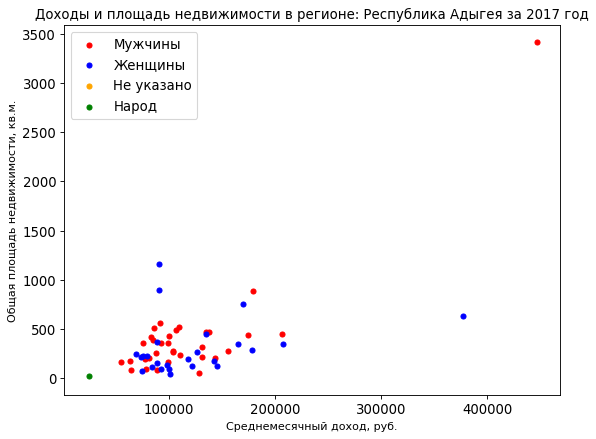 Доходы и площадь недвижимости в регионе: Республика Адыгея за 2017 год
Мужчины
Женщины
Не указано
Народ
Общая площадь недвижимости, кв.м.
3500
3000
2500
2000
1500
1000
500
0
100000 200000 300000 400000
Среднемесячный доход, руб.